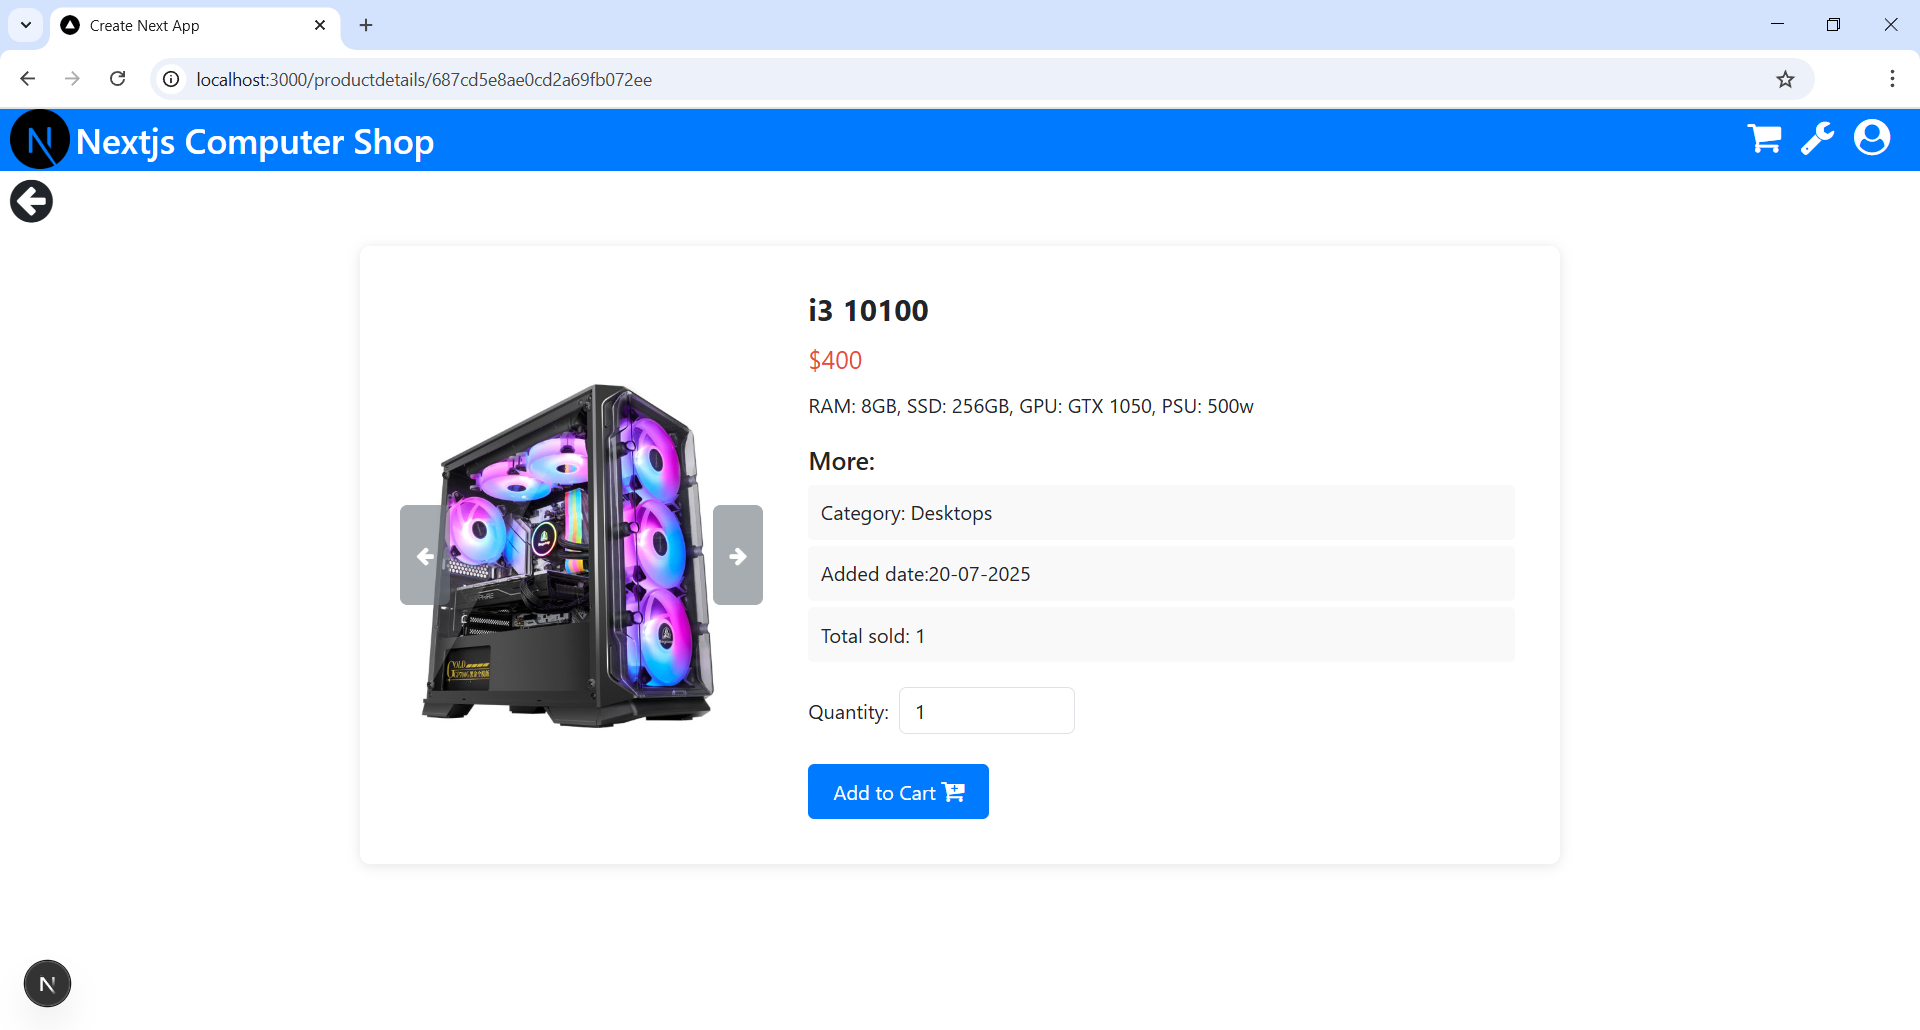 Create Next App
localhost:3000/productdetails/687cd5e8ae0cd2a69fb072ee
N Nextjs Computer Shop
i3 10100
$400
RAM: 8GB, SSD: 256GB, GPU: GTX 1050, PSU: 500w
More:
Category: Desktops
Added date:20-07-2025
Total sold: 1
Quantity: 1
Add to Cart
N